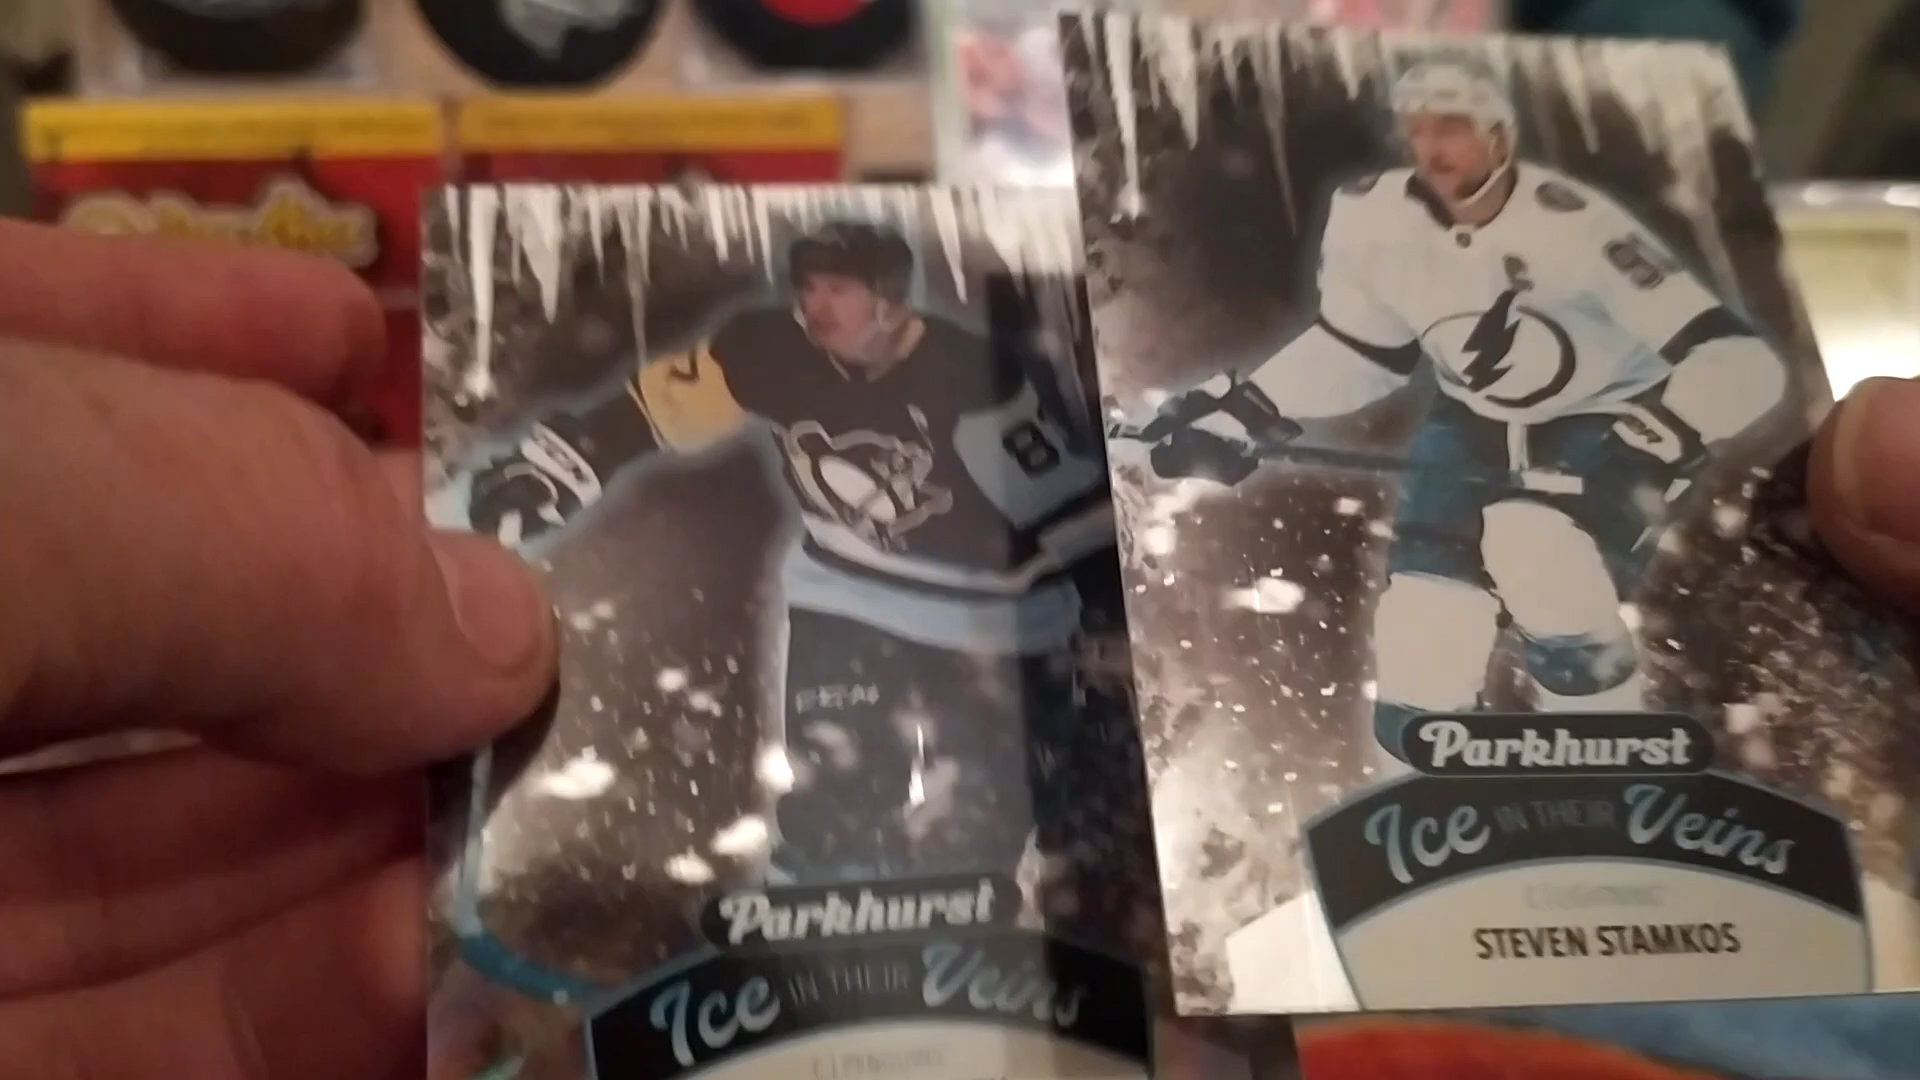 Parkhurst
Ice IN THEIR Veins
STEVEN STAMKOS
Parkhurst
Ice IN THEIR Veins